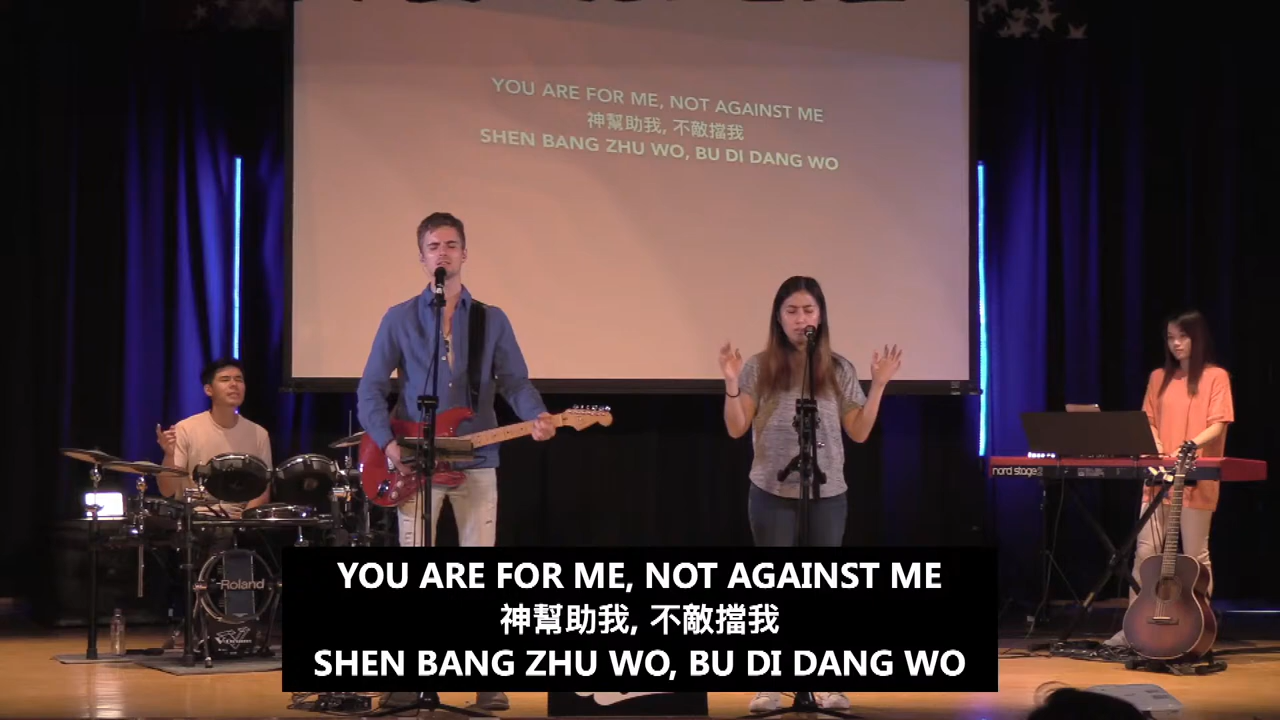 YOU ARE FOR ME, NOT AGAINST ME
神幫助我, 不敵擋我
SHEN BANG ZHU WO, BU DI DANG WO
nord stage
Roland
YOU ARE FOR ME, NOT AGAINST ME
神幫助我, 不敵擋我
SHEN BANG ZHU WO, BU DI DANG WO